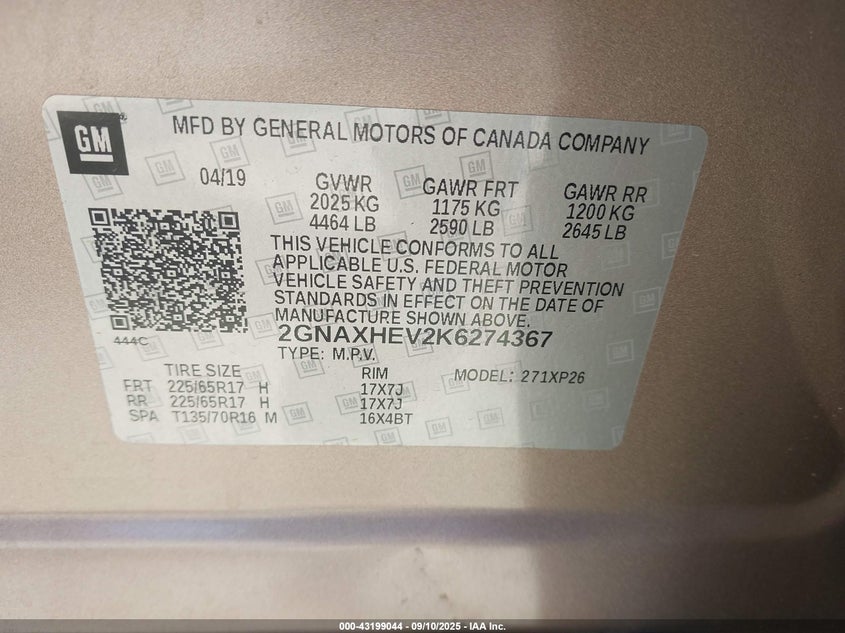 GM
MFD BY GENERAL MOTORS OF CANADA COMPANY
04/19
GVWR GAWR FRT GAWR RR
2025 KG 1175 KG 1200 KG
4464 LB 2590 LB 2645 LB
THIS VEHICLE CONFORMS TO ALL
APPLICABLE U.S. FEDERAL MOTOR
VEHICLE SAFETY AND THEFT PREVENTION
STANDARDS IN EFFECT ON THE DATE OF
MANUFACTURE SHOWN ABOVE.
444C
2GNAXHEV2K6274367
TYPE: M.P.V.
TIRE SIZE RIM MODEL: 271XP26
FRT 225/65R17 H 17X7J
RR 225/65R17 H 17X7J
SPA T135/70R16 M 16X4BT
000-43199044 - 09/10/2025 - IAA Inc.